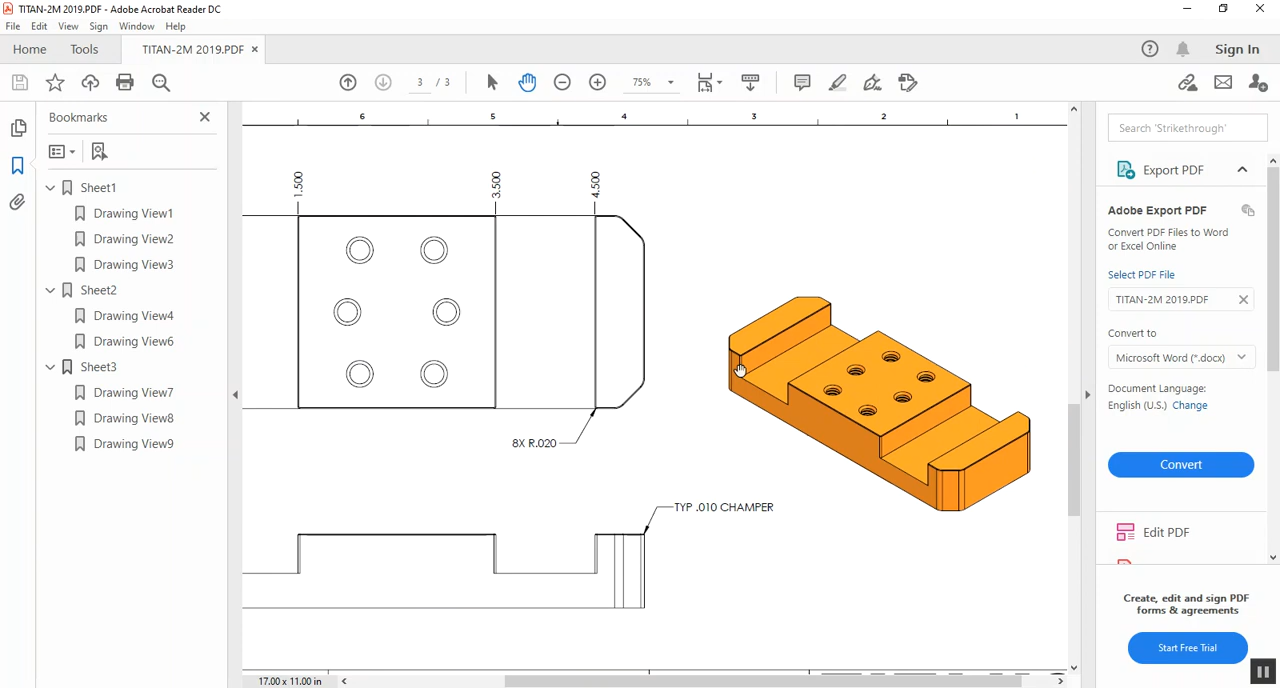 TITAN-2M 2019.PDF - Adobe Acrobat Reader DC
File Edit View Sign Window Help
Home Tools TITAN-2M 2019.PDF × Sign In
3 / 3 75%
Bookmarks
Sheet1
Drawing View1
Drawing View2
Drawing View3
Sheet2
Drawing View4
Drawing View6
Sheet3
Drawing View7
Drawing View8
Drawing View9
6 5 4 3 2 1
1.500 3.500 4.500
8X R.020
TYP .010 CHAMPER
17.00 x 11.00 in
Search 'Strikethrough'
Export PDF
Adobe Export PDF
Convert PDF Files to Word
or Excel Online
Select PDF File
TITAN-2M 2019.PDF
Convert to
Microsoft Word (*.docx)
Document Language:
English (U.S.) Change
Convert
Edit PDF
Create, edit and sign PDF
forms & agreements
Start Free Trial